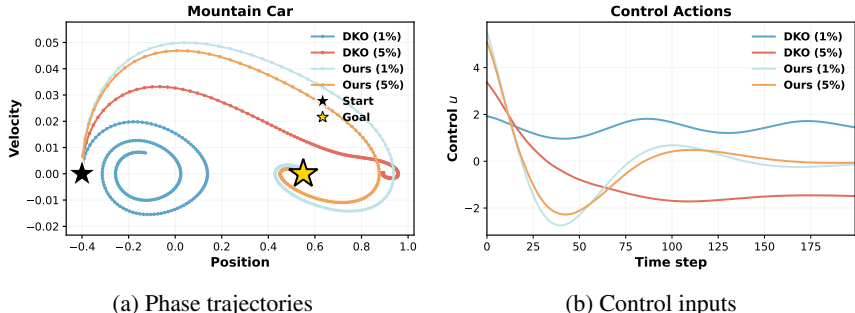 Mountain Car
Velocity
0.05
0.04
0.03
0.02
0.01
0.00
−0.01
−0.02
DKO (1%)
DKO (5%)
Ours (1%)
Ours (5%)
Start
Goal
−0.4
−0.2
0.0
0.2
0.4
0.6
0.8
1.0
Position
(a) Phase trajectories
Control Actions
Control u
4
2
0
−2
DKO (1%)
DKO (5%)
Ours (1%)
Ours (5%)
0
25
50
75
100
125
150
175
Time step
(b) Control inputs